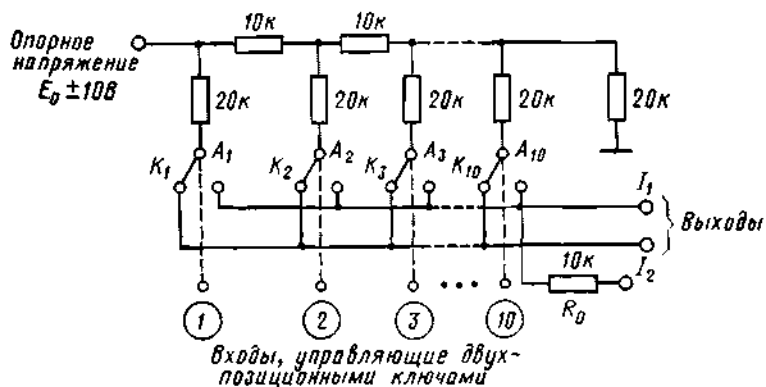 10к
10к
Опорное
напряжение
E₀ ±10В
20к
20к
20к
20к
20к
K₁
A₁
K₂
A₂
K₃
A₃
K₁₀
A₁₀
I₁
Выходы
I₂
10к
R₀
1
2
3
10
Входы, управляющие двух-
позиционными ключами